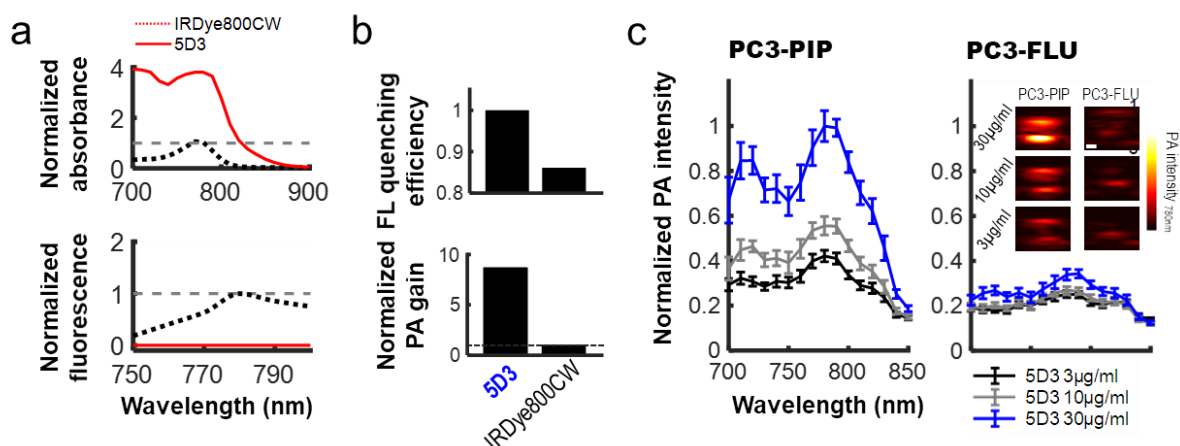 a
IRDye800CW
5D3
Normalized
absorbance
4
2
1
0
700
800
900
Normalized
fluorescence
2
1
0
750
770
790
Wavelength (nm)
b
Normalized FL quenching
efficiency
1
0.9
0.8
Normalized
PA gain
10
5
0
5D3
IRDye800CW
c
PC3-PIP
Normalized PA intensity
1
0.8
0.6
0.4
0.2
0
700
750
800
850
Wavelength (nm)
PC3-FLU
1
0.8
0.6
0.4
0.2
0
PC3-PIP
PC3-FLU
30µg/ml
10µg/ml
3µg/ml
1
PA intensity 780nm
5D3 3µg/ml
5D3 10µg/ml
5D3 30µg/ml